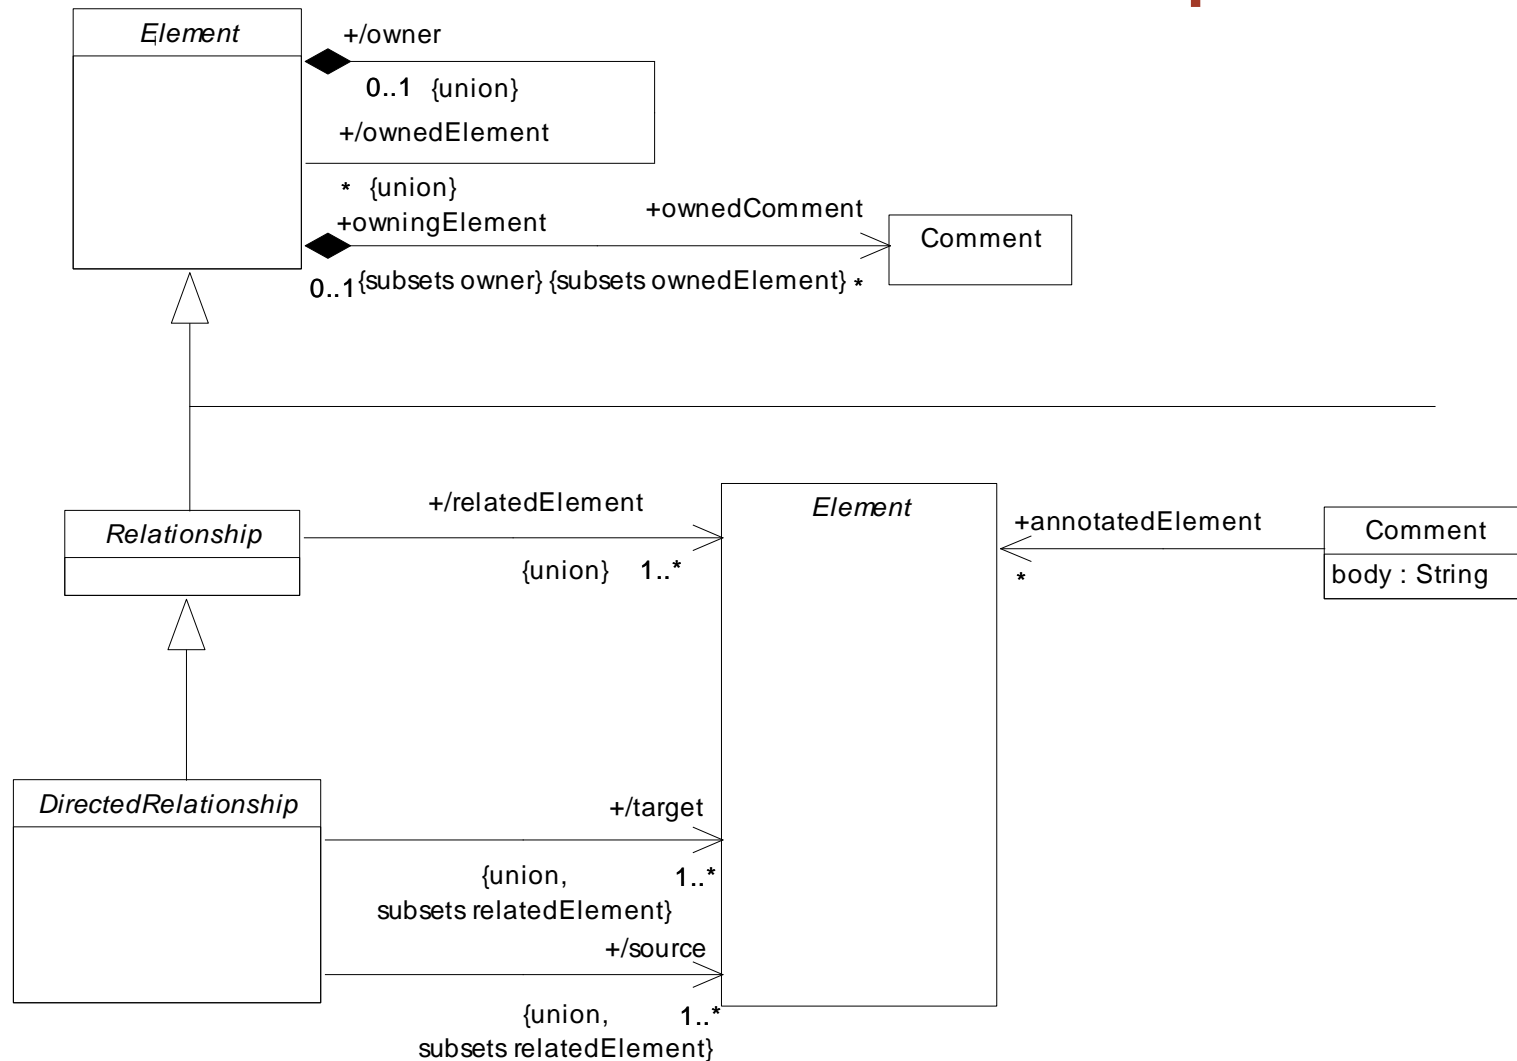 Element
+/owner
0..1 {union}
+/ownedElement
* {union}
+owningElement
+ownedComment
Comment
0..1 {subsets owner} {subsets ownedElement} *
+/relatedElement
Element
Relationship
+annotatedElement
Comment
{union} 1..*
*
body : String
DirectedRelationship
+/target
{union, 1..*
subsets relatedElement}
+/source
{union, 1..*
subsets relatedElement}